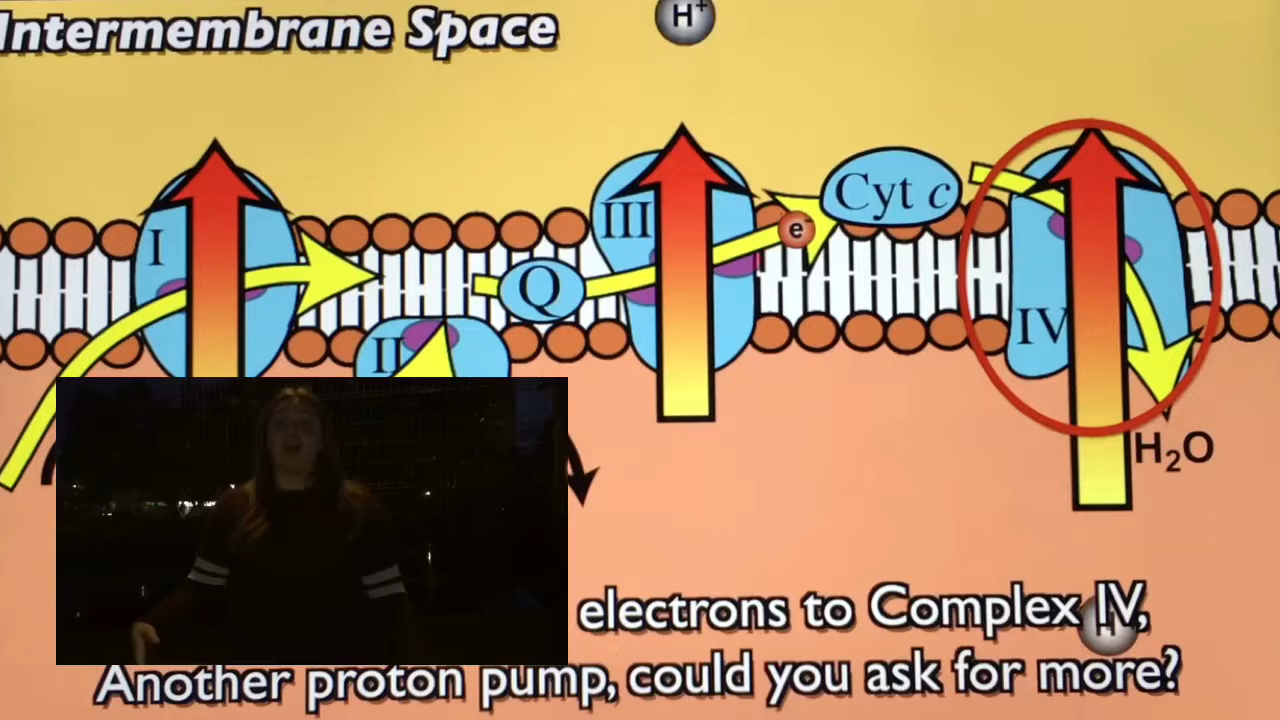 Intermembrane Space
H+
I
II
Q
III
e-
Cyt c
IV
H2O
electrons to Complex IV,
H+
Another proton pump, could you ask for more?